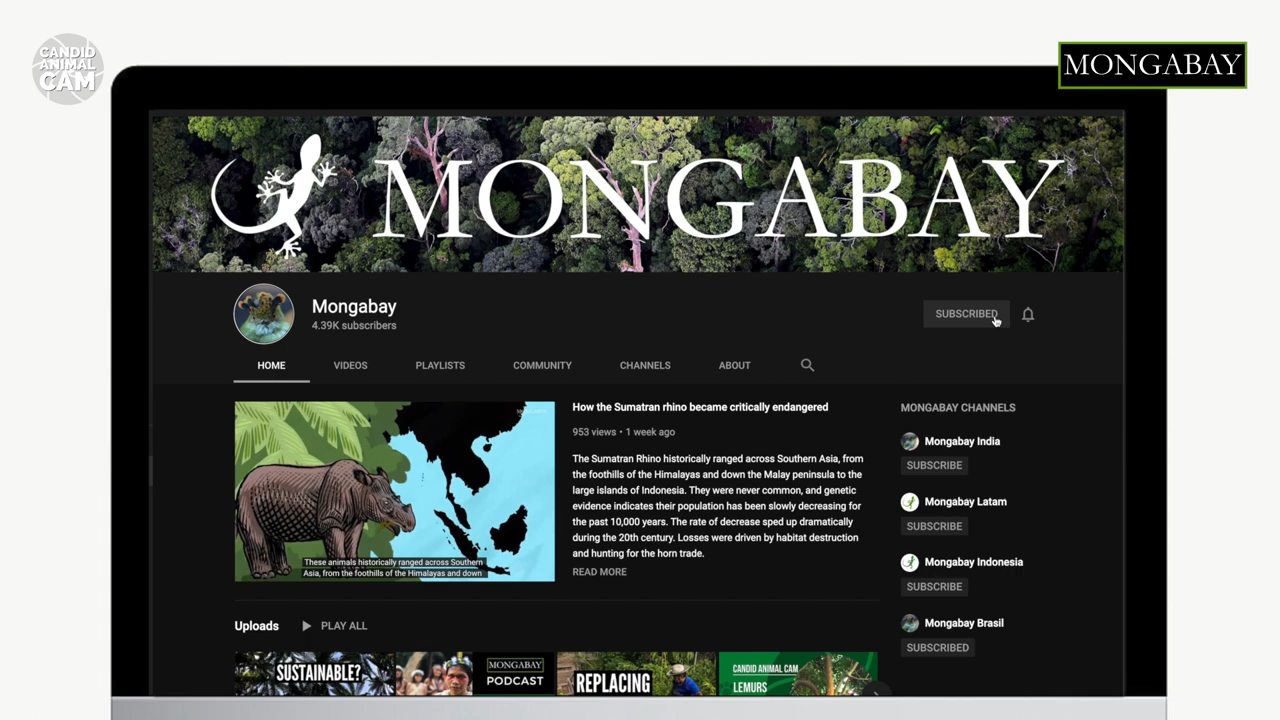 CANDID
ANIMAL
CAM
MONGABAY
MONGABAY
Mongabay
4.39K subscribers
SUBSCRIBED
HOME
VIDEOS
PLAYLISTS
COMMUNITY
CHANNELS
ABOUT
These animals historically ranged across Southern
Asia, from the foothills of the Himalayas and down
How the Sumatran rhino became critically endangered
953 views • 1 week ago
The Sumatran Rhino historically ranged across Southern Asia, from
the foothills of the Himalayas and down the Malay peninsula to the
large islands of Indonesia. They were never common, and genetic
evidence indicates their population has been slowly decreasing for
the past 10,000 years. The rate of decrease sped up dramatically
during the 20th century. Losses were driven by habitat destruction
and hunting for the horn trade.
READ MORE
MONGABAY CHANNELS
Mongabay India
SUBSCRIBE
Mongabay Latam
SUBSCRIBE
Mongabay Indonesia
SUBSCRIBE
Mongabay Brasil
SUBSCRIBED
Uploads
PLAY ALL
SUSTAINABLE?
MONGABAY
PODCAST
REPLACING
CANDID ANIMAL CAM
LEMURS